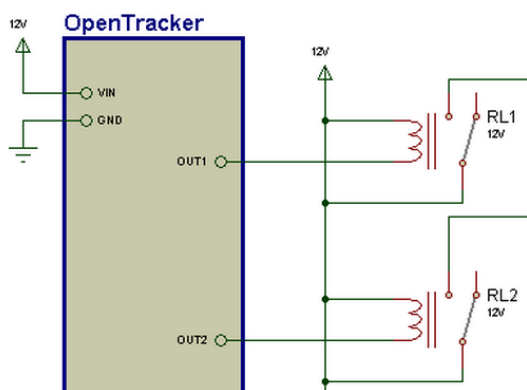 OpenTracker
12V
VIN
GND
OUT1
12V
RL1
12V
OUT2
RL2
12V